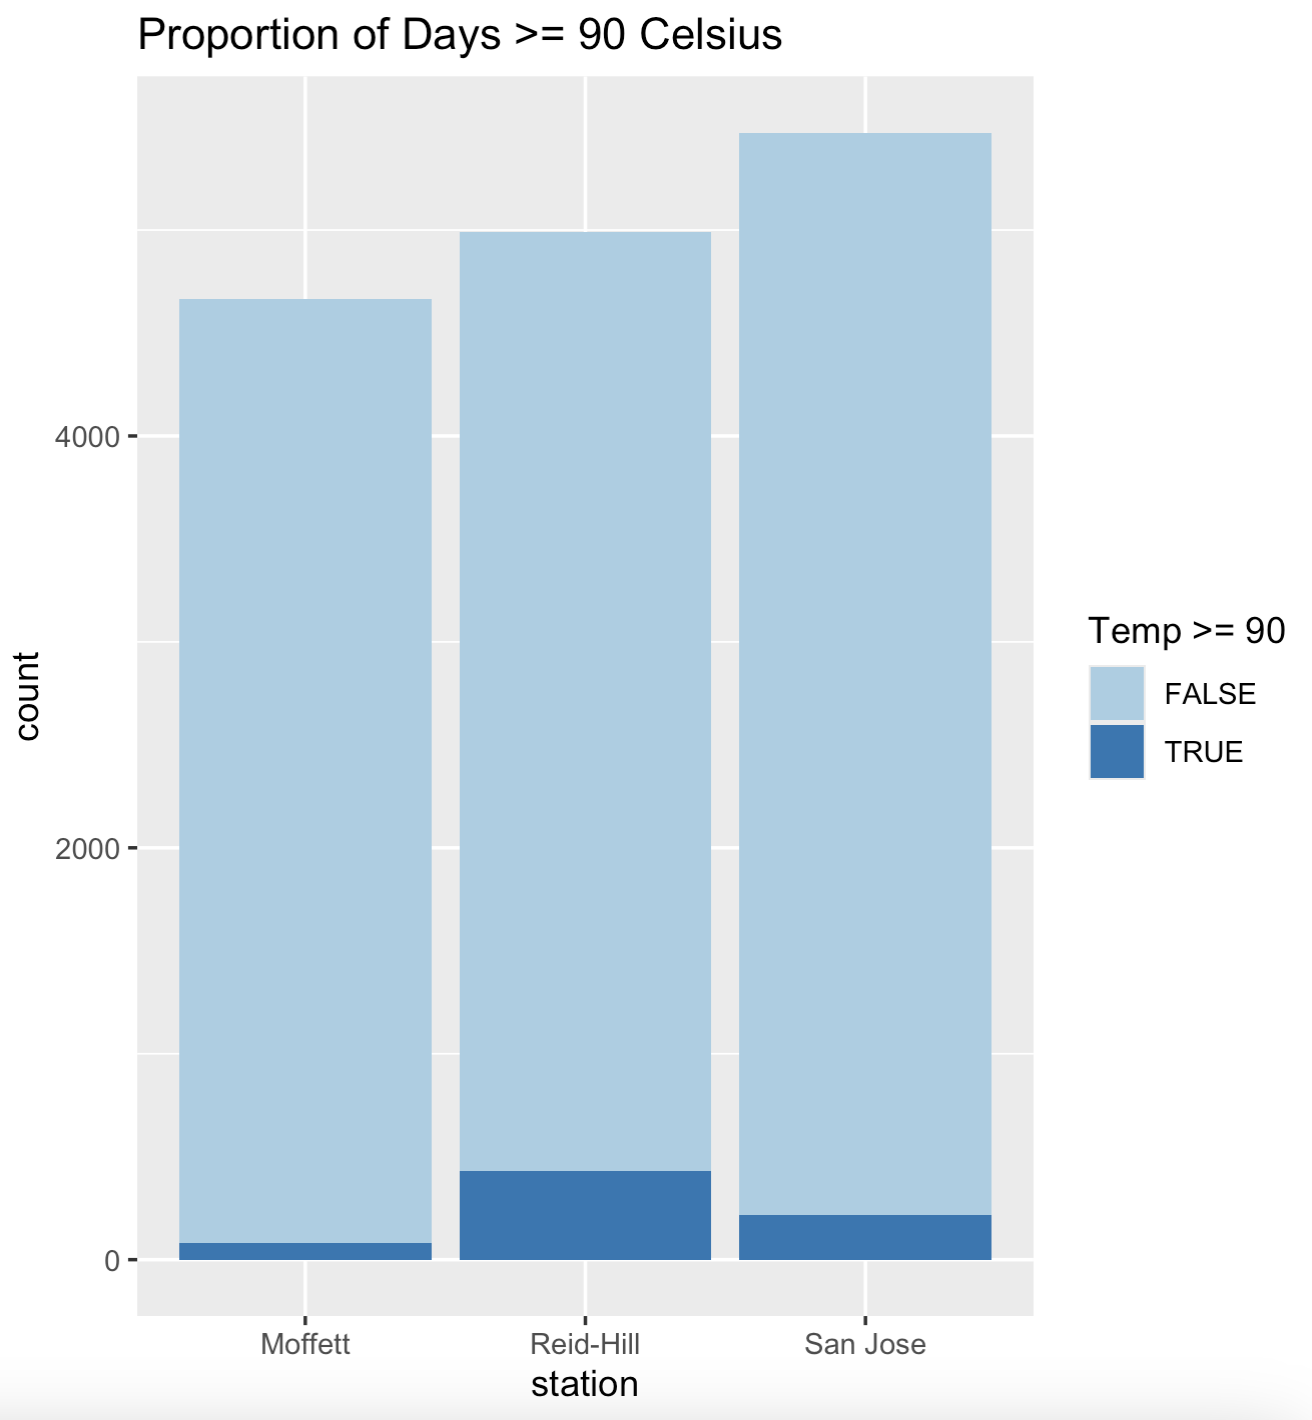 Proportion of Days >= 90 Celsius
count
4000
2000
0
Moffett
Reid-Hill
San Jose
station
Temp >= 90
FALSE
TRUE